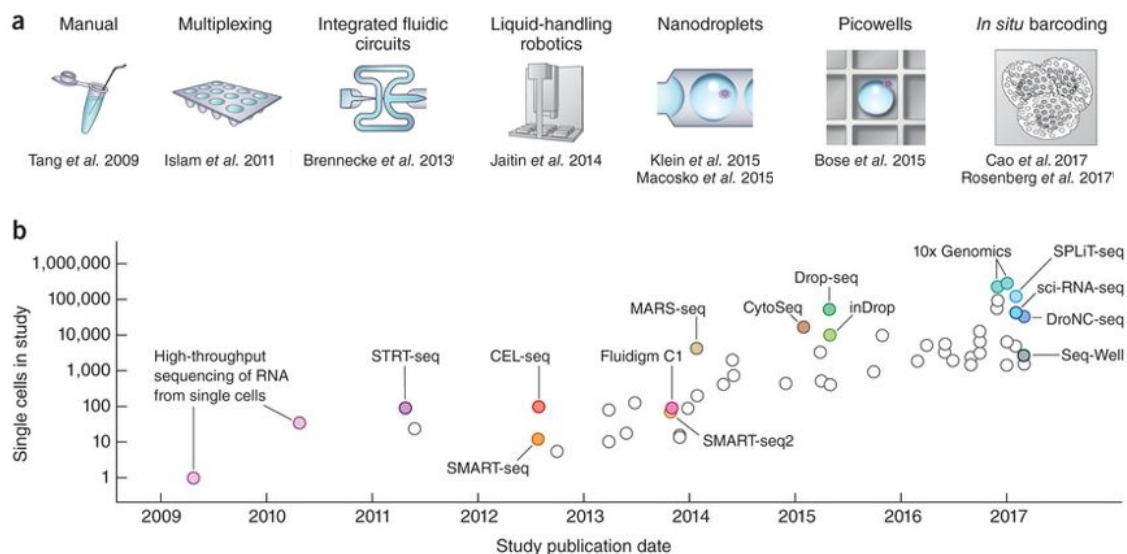 a
Manual
Multiplexing
Integrated fluidic
circuits
Liquid-handling
robotics
Nanodroplets
Picowells
In situ barcoding
Tang et al. 2009
Islam et al. 2011
Brennecke et al. 2013
Jaitin et al. 2014
Klein et al. 2015
Macosko et al. 2015
Bose et al. 2015
Cao et al. 2017
Rosenberg et al. 2017
b
Single cells in study
1,000,000
100,000
10,000
1,000
100
10
1
High-throughput
sequencing of RNA
from single cells
STRT-seq
CEL-seq
SMART-seq
MARS-seq
Fluidigm C1
SMART-seq2
CytoSeq
Drop-seq
inDrop
10x Genomics
SPLiT-seq
sci-RNA-seq
DroNC-seq
Seq-Well
2009
2010
2011
2012
2013
2014
2015
2016
2017
Study publication date